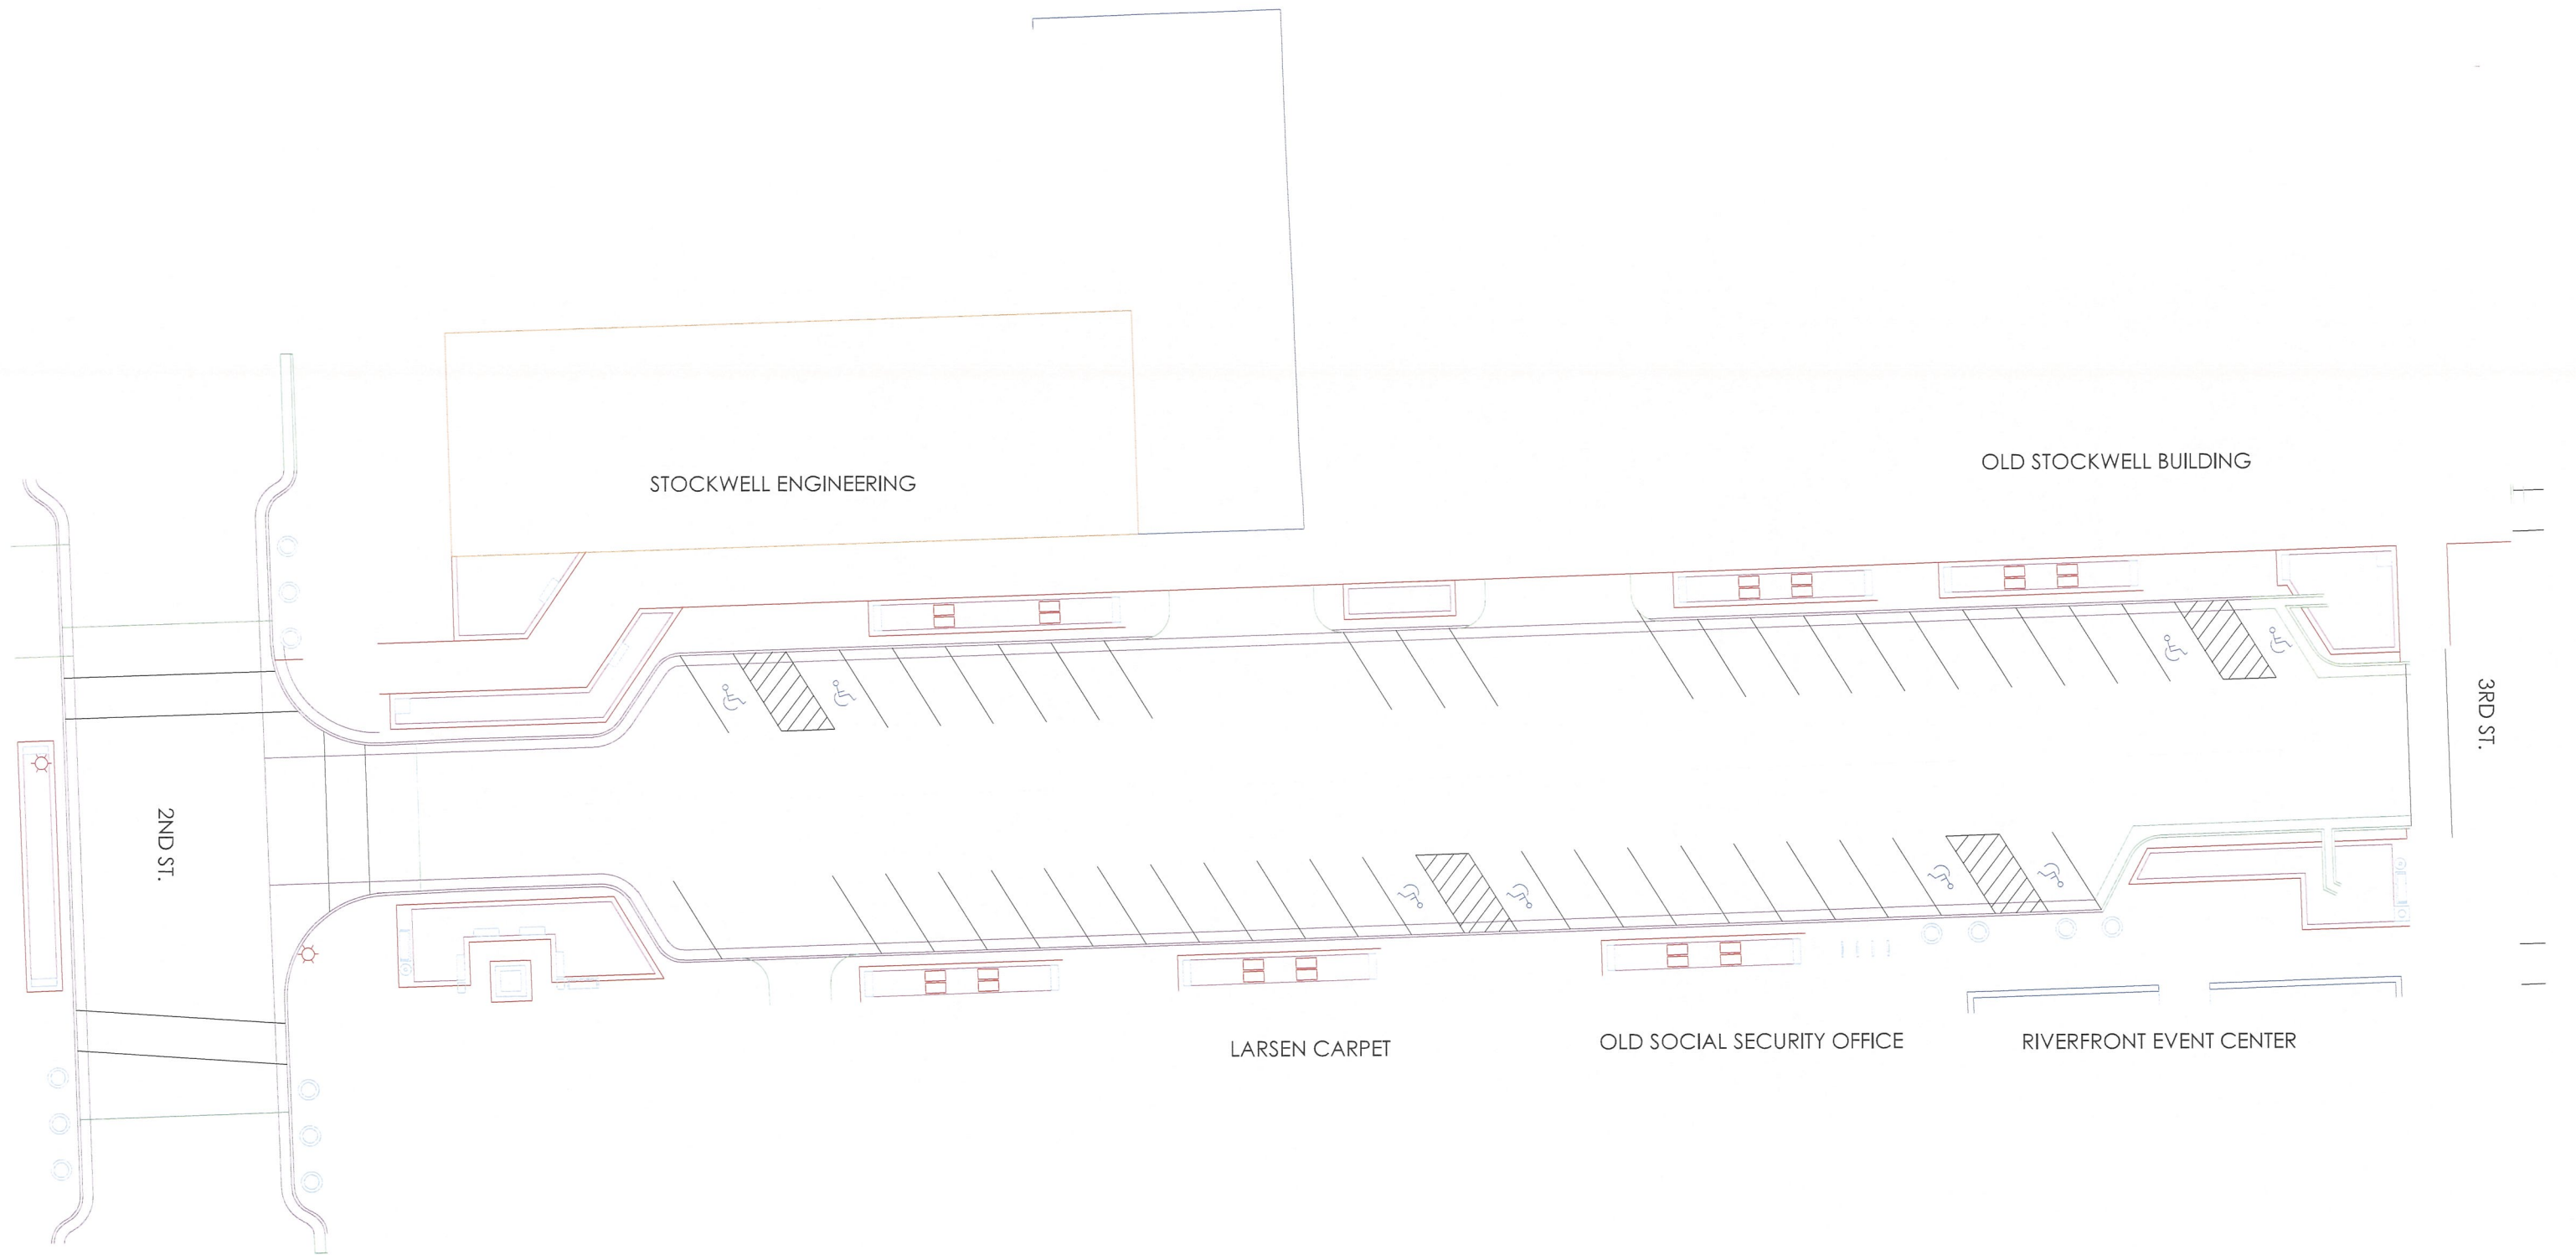 OLD STOCKWELL BUILDING
STOCKWELL ENGINEERING
3RD ST.
2ND ST.
LARSEN CARPET
OLD SOCIAL SECURITY OFFICE
RIVERFRONT EVENT CENTER